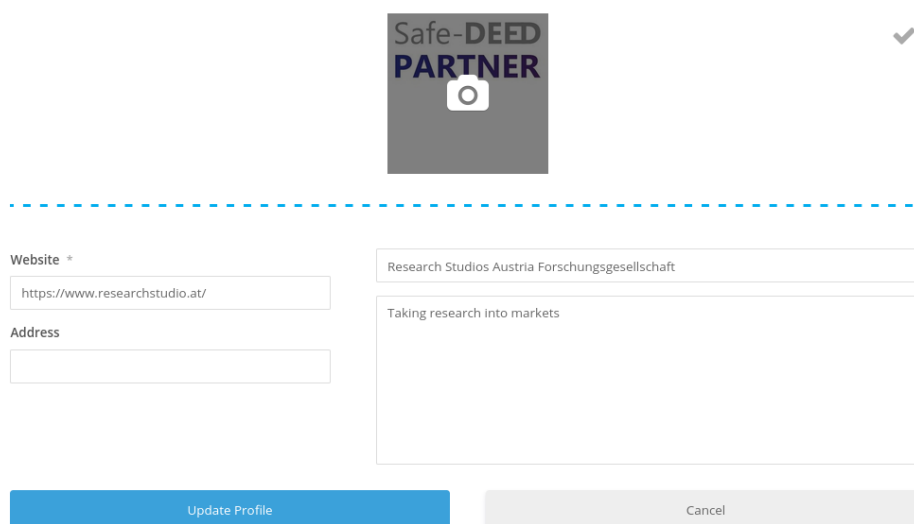 Safe-DEED
PARTNER
Website *
https://www.researchstudio.at/
Address
Research Studios Austria Forschungsgesellschaft
Taking research into markets
Update Profile
Cancel